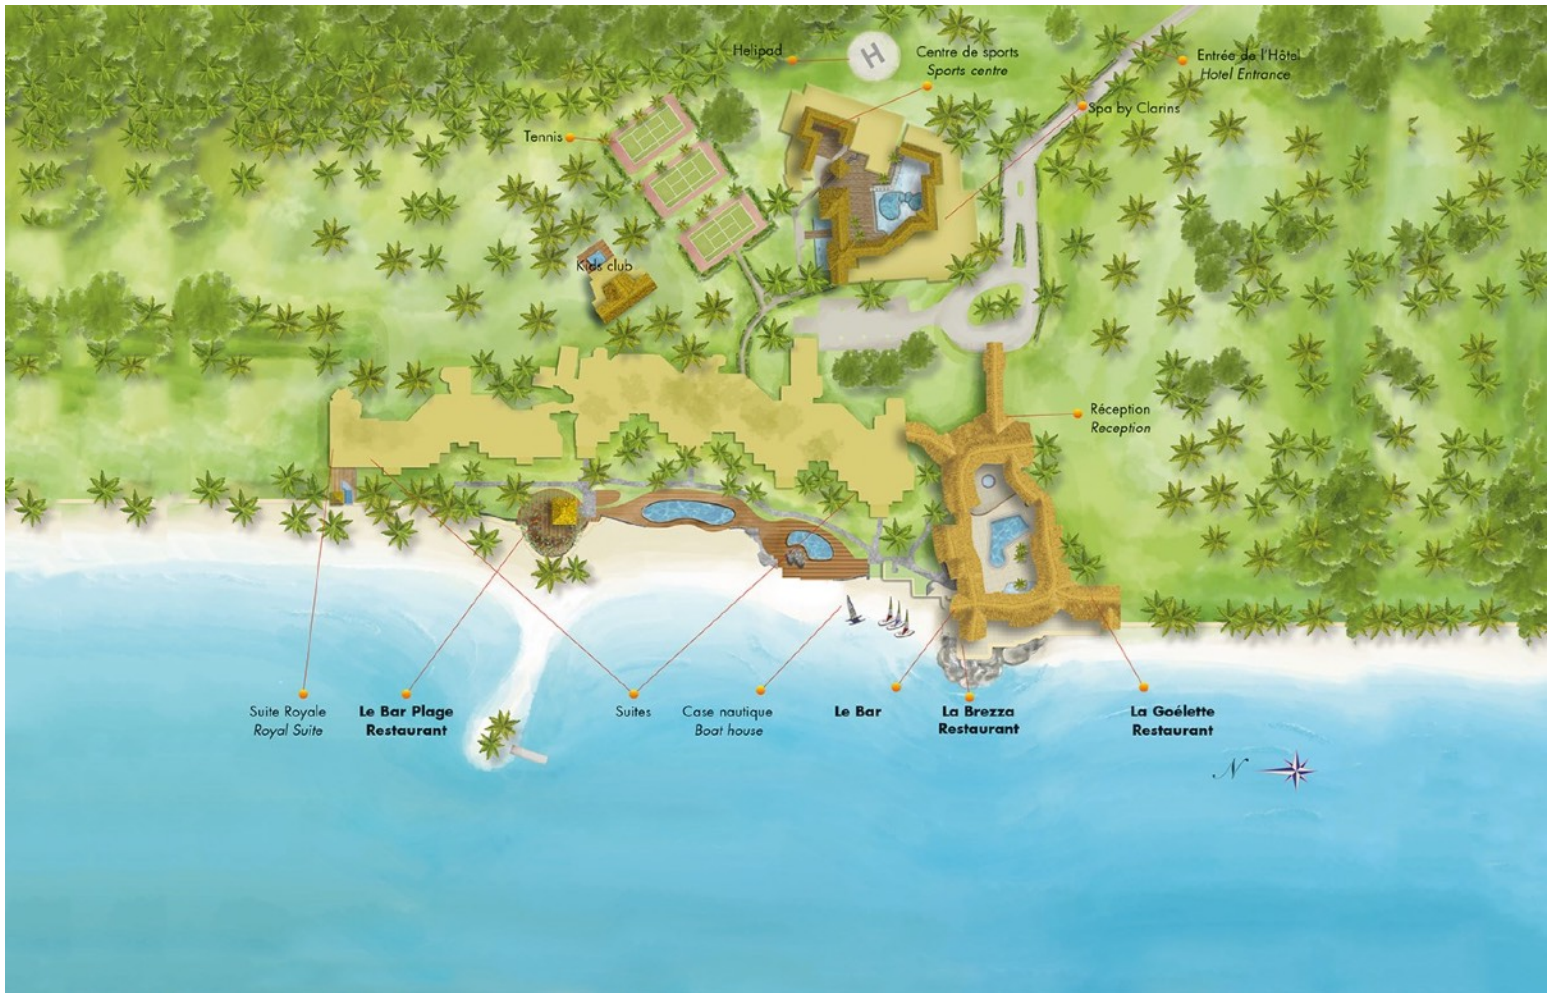 Helipad
H
Centre de sports
Sports centre
Entrée de l'Hôtel
Hotel Entrance
Spa by Clarins
Tennis
Kids club
Réception
Reception
Suite Royale
Royal Suite
Le Bar Plage
Restaurant
Suites
Case nautique
Boat house
Le Bar
La Brezza
Restaurant
La Goélette
Restaurant
N